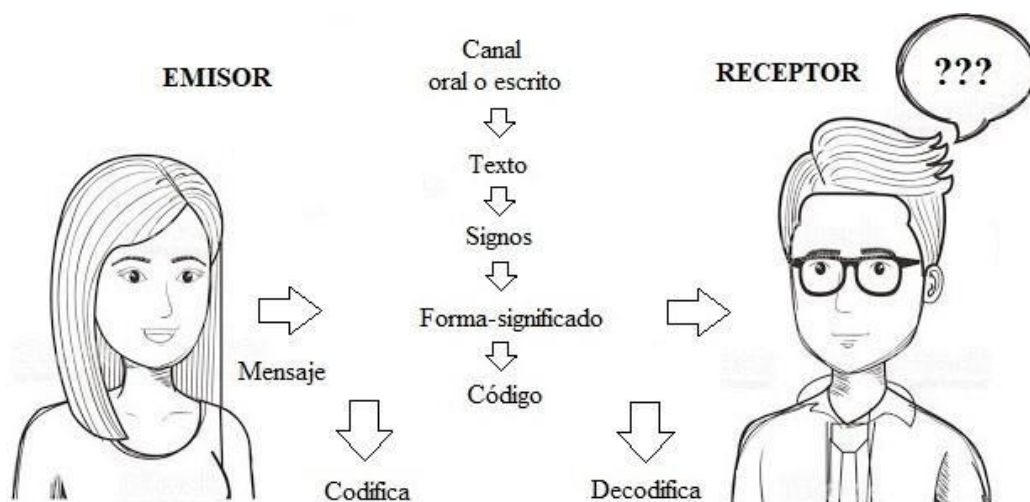 EMISOR
Canal
oral o escrito
RECEPTOR
???
Texto
Signos
Forma-significado
Mensaje
Código
Codifica
Decodifica